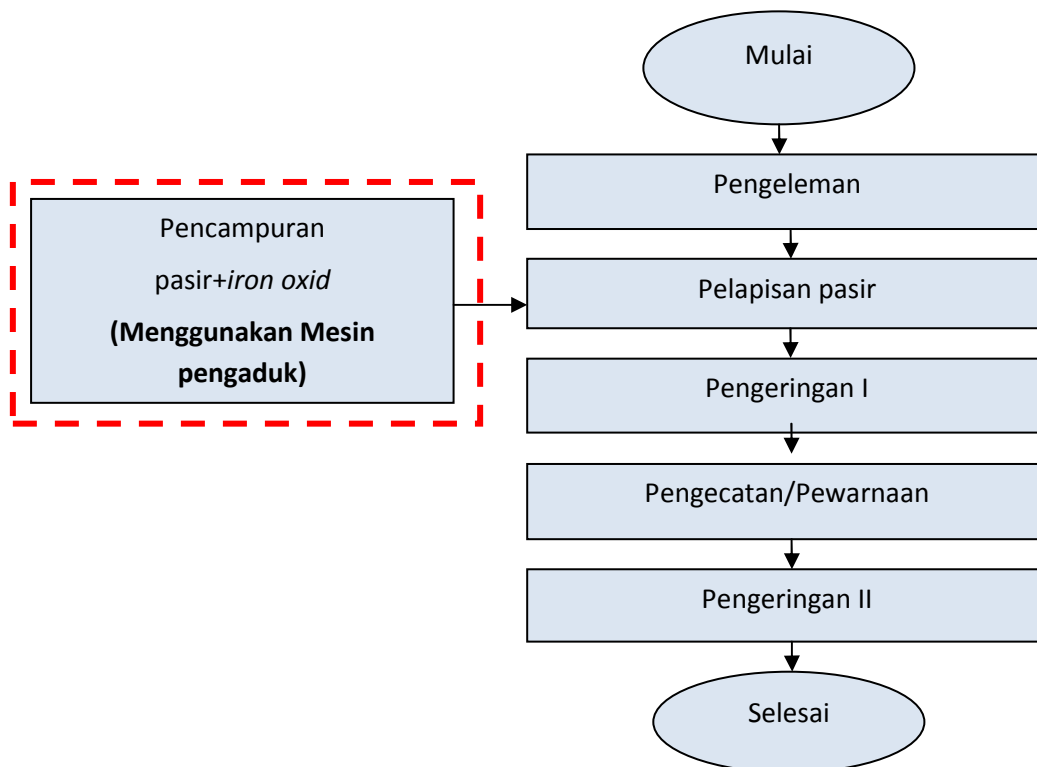 Mulai
Pengeleman
Pencampuran
pasir+iron oxid
(Menggunakan Mesin
pengaduk)
Pelapisan pasir
Pengeringan I
Pengecatan/Pewarnaan
Pengeringan II
Selesai